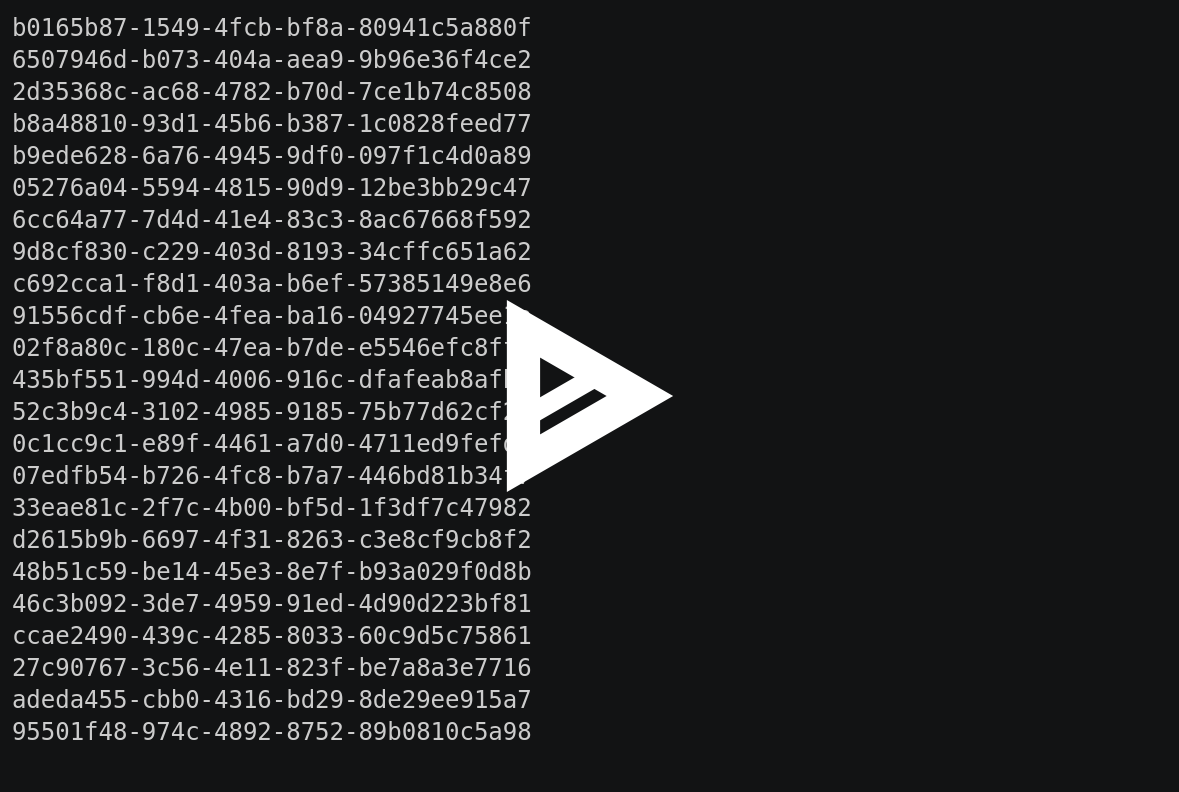 b0165b87-1549-4fcb-bf8a-80941c5a880f
6507946d-b073-404a-aea9-9b96e36f4ce2
2d35368c-ac68-4782-b70d-7ce1b74c8508
b8a48810-93d1-45b6-b387-1c0828feed77
b9ede628-6a76-4945-9df0-097f1c4d0a89
05276a04-5594-4815-90d9-12be3bb29c47
6cc64a77-7d4d-41e4-83c3-8ac67668f592
9d8cf830-c229-403d-8193-34cffc651a62
c692cca1-f8d1-403a-b6ef-57385149e8e6
91556cdf-cb6e-4fea-ba16-04927745ee
02f8a80c-180c-47ea-b7de-e5546efc8f
435bf551-994d-4006-916c-dfafeab8af
52c3b9c4-3102-4985-9185-75b77d62cf
0c1cc9c1-e89f-4461-a7d0-4711ed9fef
07edfb54-b726-4fc8-b7a7-446bd81b34
33eae81c-2f7c-4b00-bf5d-1f3df7c47982
d2615b9b-6697-4f31-8263-c3e8cf9cb8f2
48b51c59-be14-45e3-8e7f-b93a029f0d8b
46c3b092-3de7-4959-91ed-4d90d223bf81
ccae2490-439c-4285-8033-60c9d5c75861
27c90767-3c56-4e11-823f-be7a8a3e7716
adeda455-cbb0-4316-bd29-8de29ee915a7
95501f48-974c-4892-8752-89b0810c5a98